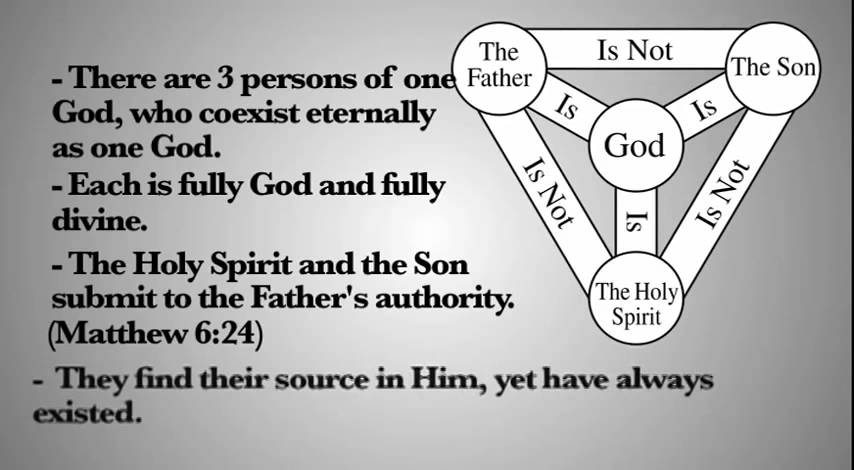 - There are 3 persons of one
God, who coexist eternally
as one God.
- Each is fully God and fully
divine.
- The Holy Spirit and the Son
submit to the Father's authority.
(Matthew 6:24)
- They find their source in Him, yet have always
existed.
The
Father
Is Not
The Son
Is
Is
God
Is Not
Is
Is Not
The Holy
Spirit